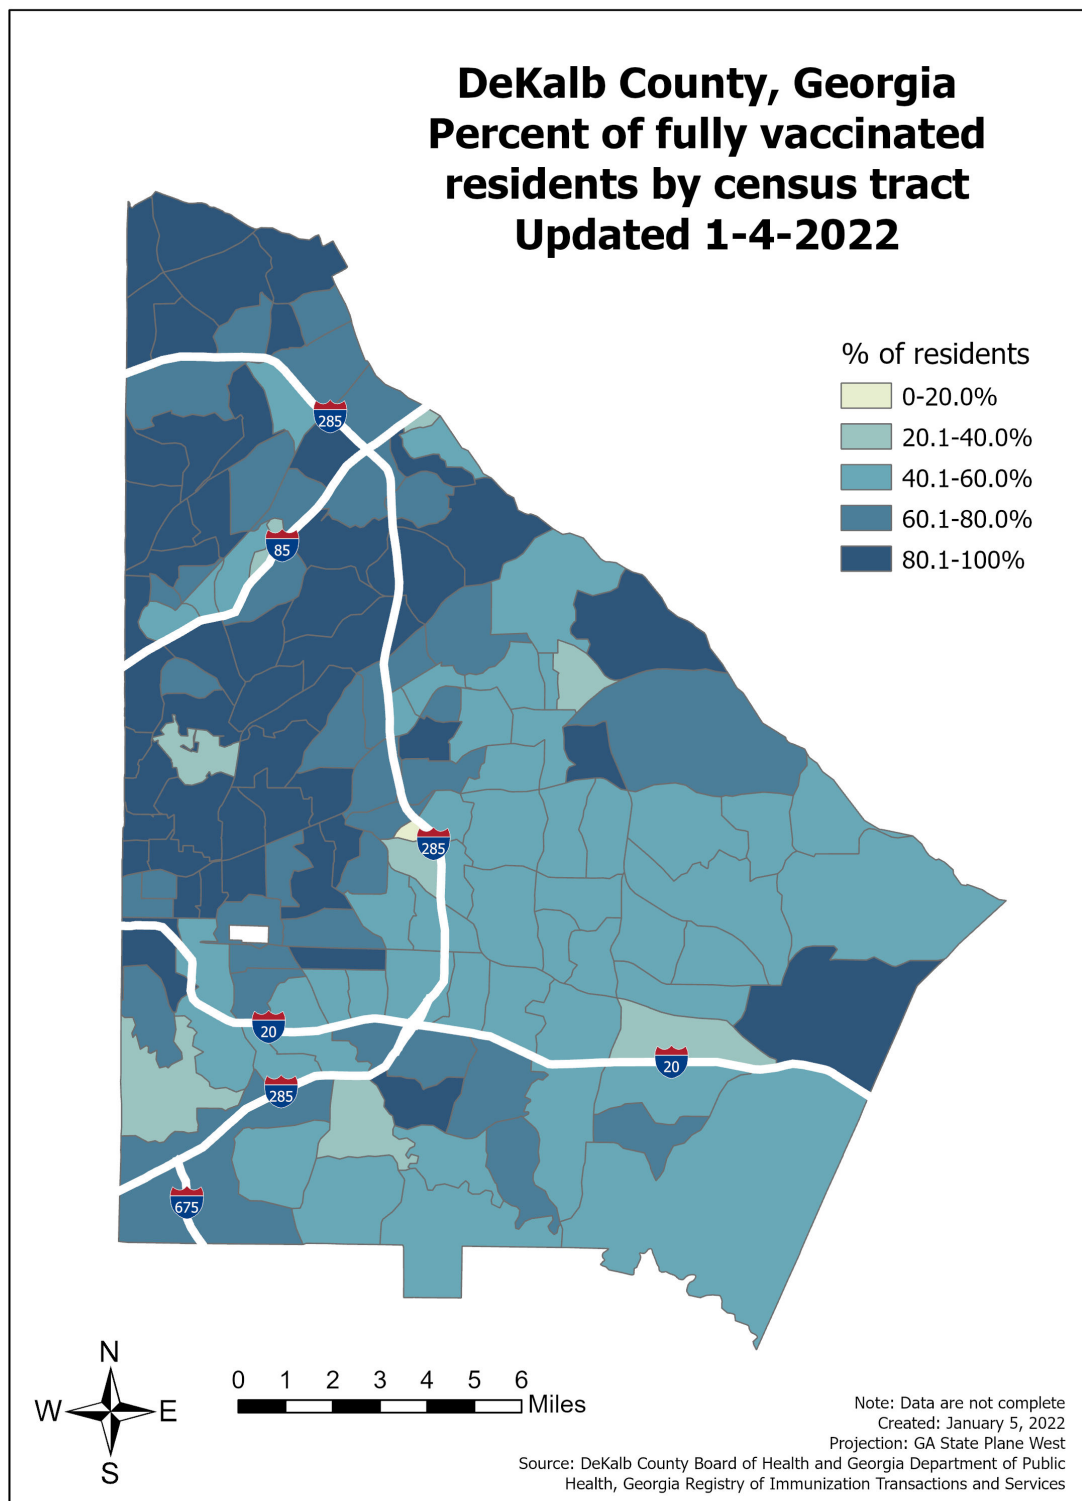 DeKalb County, Georgia
Percent of fully vaccinated
residents by census tract
Updated 1-4-2022
% of residents
0-20.0%
20.1-40.0%
40.1-60.0%
60.1-80.0%
80.1-100%
285
85
285
20
20
285
675
N
W E
S
0 1 2 3 4 5 6
Miles
Note: Data are not complete
Created: January 5, 2022
Projection: GA State Plane West
Source: DeKalb County Board of Health and Georgia Department of Public
Health, Georgia Registry of Immunization Transactions and Services